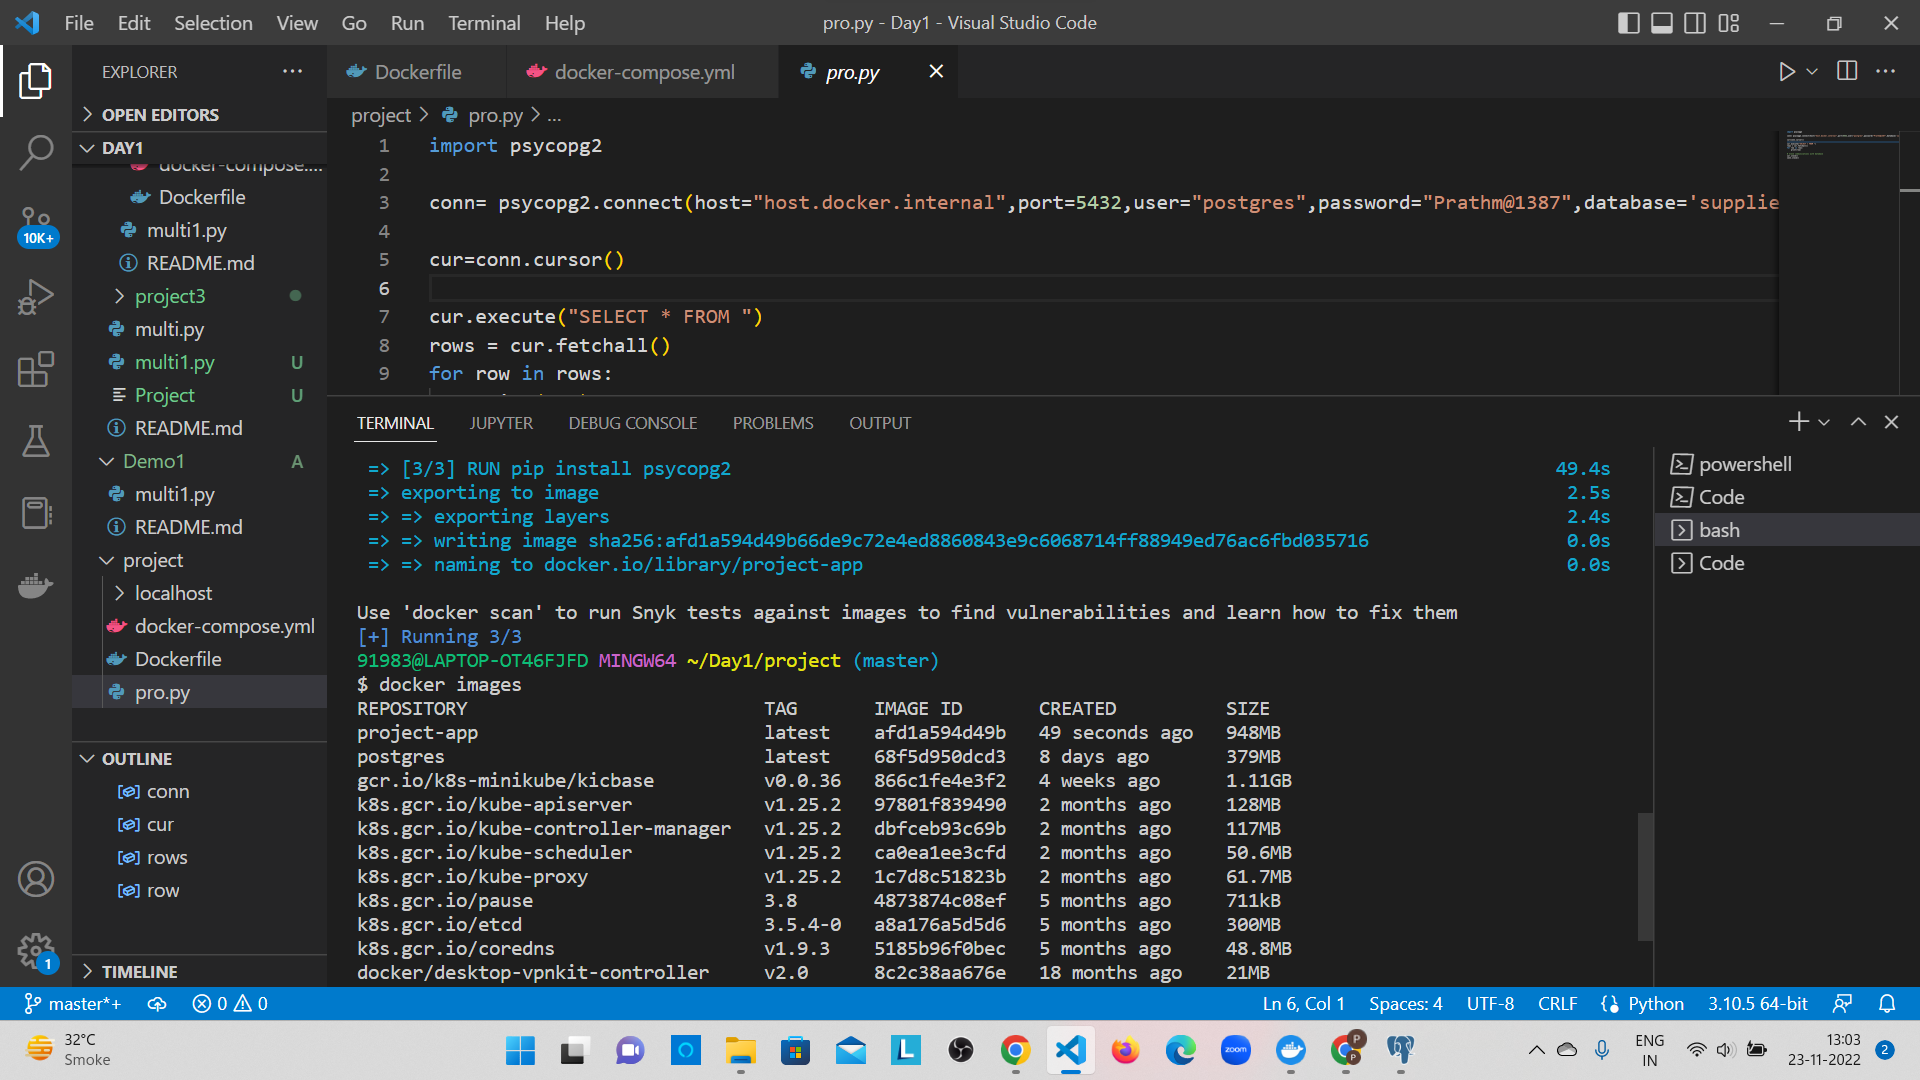 File Edit Selection View Go Run Terminal Help
pro.py - Day1 - Visual Studio Code
EXPLORER
Dockerfile
docker-compose.yml
pro.py
OPEN EDITORS
project > pro.py > ...
DAY1
docker-compose....
Dockerfile
multi1.py
README.md
project3
multi.py
multi1.py U
Project U
README.md
Demo1 A
multi1.py
README.md
project
localhost
docker-compose.yml
Dockerfile
pro.py
OUTLINE
conn
cur
rows
row
TIMELINE
10K+
1
1 import psycopg2
2
3 conn= psycopg2.connect(host="host.docker.internal",port=5432,user="postgres",password="Prathm@1387",database='supplie
4
5 cur=conn.cursor()
6
7 cur.execute("SELECT * FROM ")
8 rows = cur.fetchall()
9 for row in rows:
TERMINAL JUPYTER DEBUG CONSOLE PROBLEMS OUTPUT
=> [3/3] RUN pip install psycopg2 49.4s
=> exporting to image 2.5s
=> => exporting layers 2.4s
=> => writing image sha256:afd1a594d49b66de9c72e4ed8860843e9c6068714ff88949ed76ac6fbd035716 0.0s
=> => naming to docker.io/library/project-app 0.0s
Use 'docker scan' to run Snyk tests against images to find vulnerabilities and learn how to fix them
[+] Running 3/3
91983@LAPTOP-OT46FJFD MINGW64 ~/Day1/project (master)
$ docker images
REPOSITORY TAG IMAGE ID CREATED SIZE
project-app latest afd1a594d49b 49 seconds ago 948MB
postgres latest 68f5d950dcd3 8 days ago 379MB
gcr.io/k8s-minikube/kicbase v0.0.36 866c1fe4e3f2 4 weeks ago 1.11GB
k8s.gcr.io/kube-apiserver v1.25.2 97801f839490 2 months ago 128MB
k8s.gcr.io/kube-controller-manager v1.25.2 dbfceb93c69b 2 months ago 117MB
k8s.gcr.io/kube-scheduler v1.25.2 ca0ea1ee3cfd 2 months ago 50.6MB
k8s.gcr.io/kube-proxy v1.25.2 1c7d8c51823b 2 months ago 61.7MB
k8s.gcr.io/pause 3.8 4873874c08ef 5 months ago 711kB
k8s.gcr.io/etcd 3.5.4-0 a8a176a5d5d6 5 months ago 300MB
k8s.gcr.io/coredns v1.9.3 5185b96f0bec 5 months ago 48.8MB
docker/desktop-vpnkit-controller v2.0 8c2c38aa676e 18 months ago 21MB
powershell
Code
bash
Code
master*+ 0 0
Ln 6, Col 1 Spaces: 4 UTF-8 CRLF Python 3.10.5 64-bit
32°C
Smoke
zoom
ENG
IN
13:03
23-11-2022
2